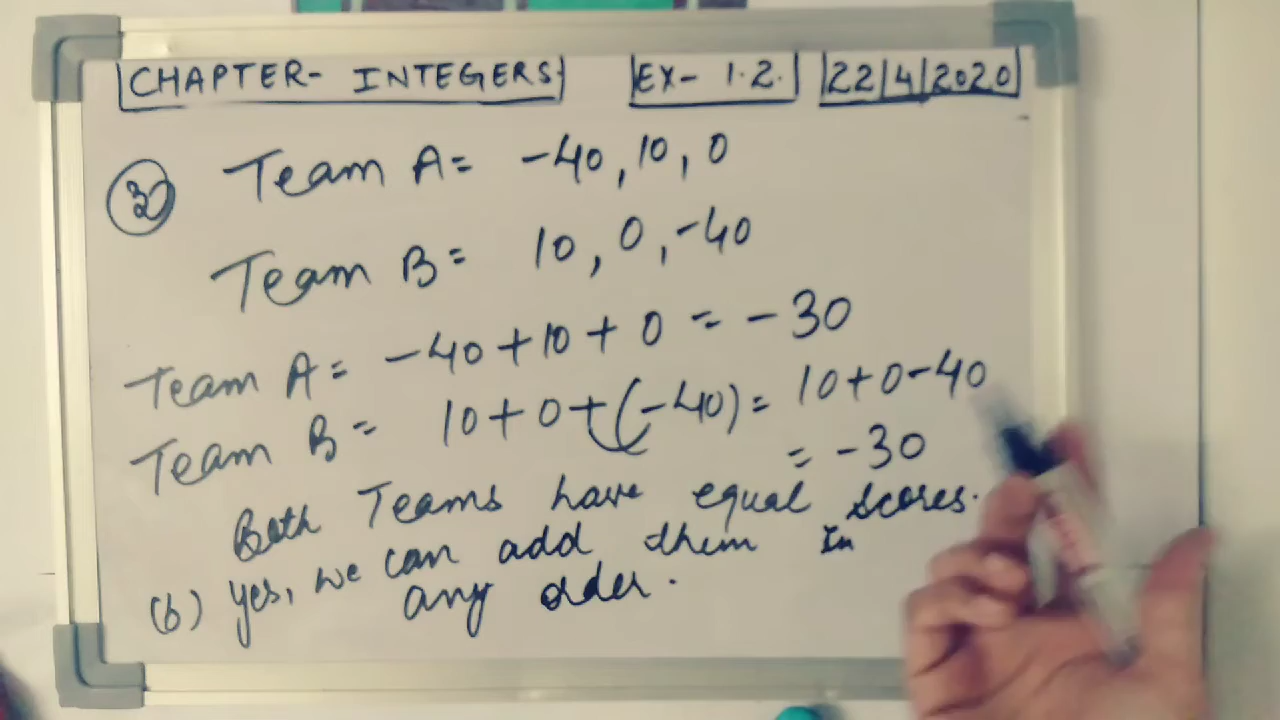 CHAPTER- INTEGERS EX- 1.2. 22/4/2020
3 Team A= -40, 10, 0
Team B= 10, 0, -40
Team A= -40+10+0 = -30
Team B= 10+0+(-40)= 10+0-40
= -30
Both Teams have equal scores.
(b) yes, we can add them in
any order.